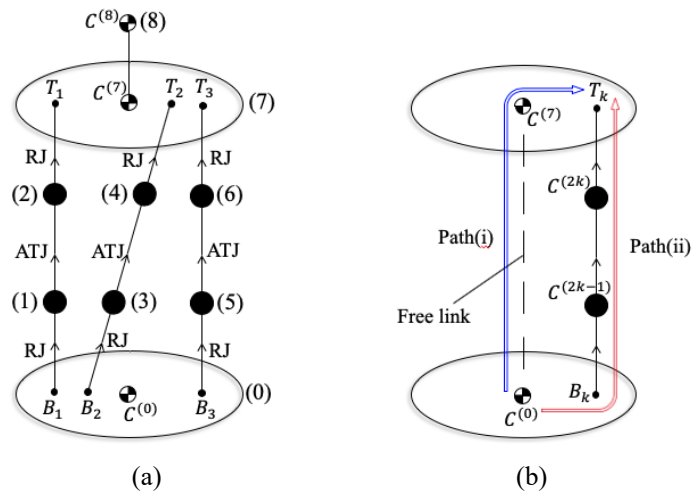 C^(8) (8)
T_1 C^(7) T_2 T_3 (7)
RJ RJ RJ
(2) (4) (6)
ATJ ATJ ATJ
(1) (3) (5)
RJ RJ RJ
B_1 B_2 C^(0) B_3 (0)
(a)
T_k
C^(7)
C^(2k)
Path(i) Path(ii)
C^(2k-1)
Free link
B_k
C^(0)
(b)